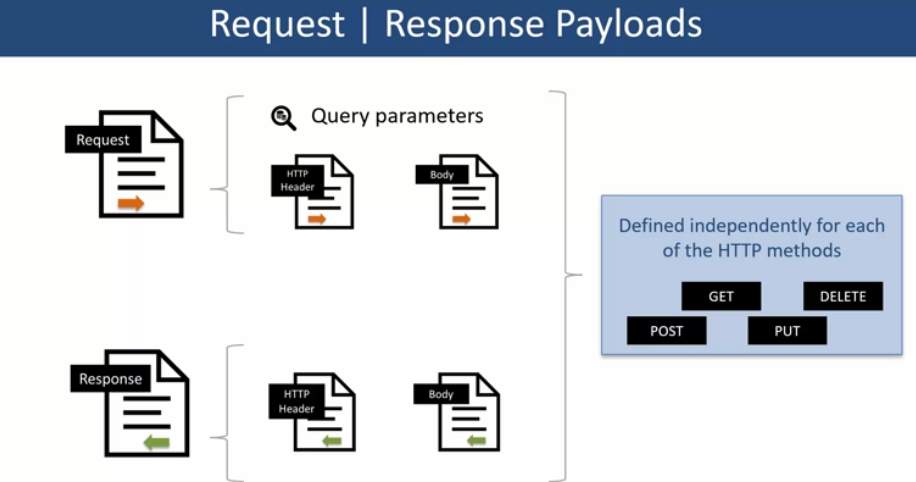 Request | Response Payloads
Request
Query parameters
HTTP
Header
Body
Defined independently for each
of the HTTP methods
GET
DELETE
POST
PUT
Response
HTTP
Header
Body